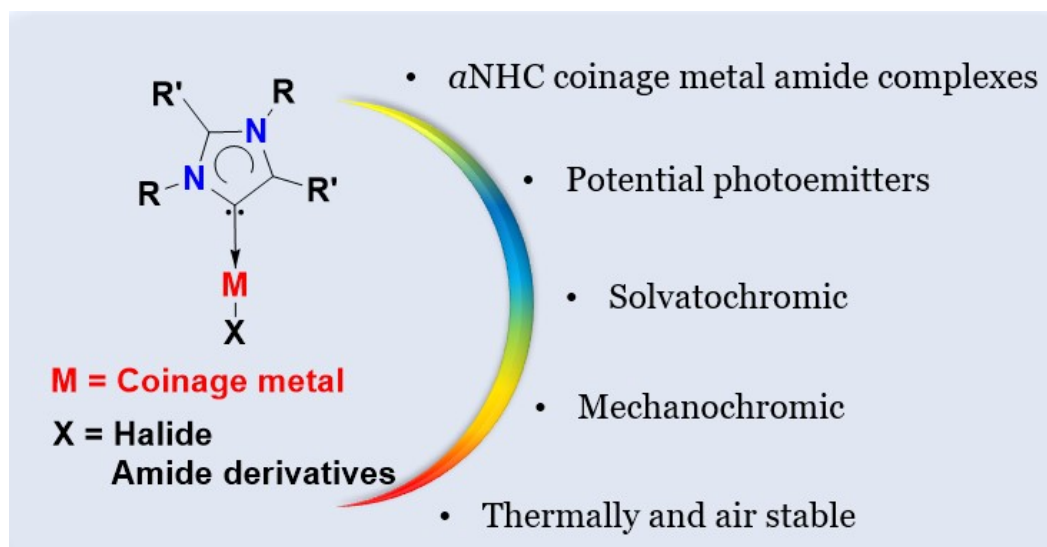 R'
R
N
N
R
R'
M
X
M = Coinage metal
X = Halide
Amide derivatives
• aNHC coinage metal amide complexes
• Potential photoemitters
• Solvatochromic
• Mechanochromic
• Thermally and air stable